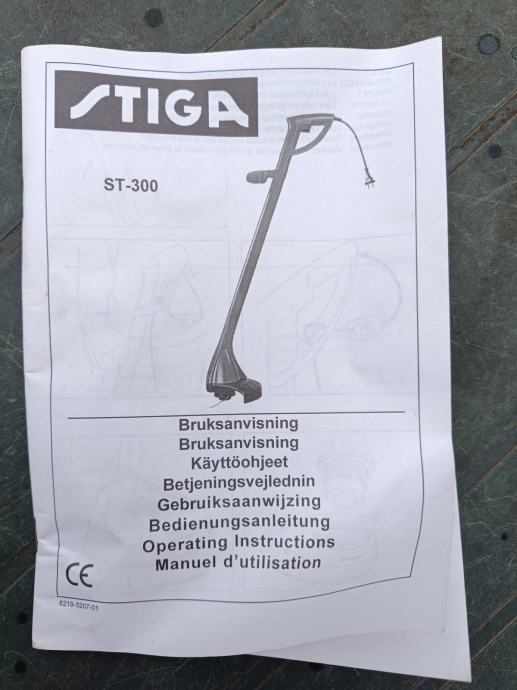 STIGA
ST-300
Bruksanvisning
Bruksanvisning
Käyttöohjeet
Betjeningsvejlednin
Gebruiksaanwijzing
Bedienungsanleitung
Operating Instructions
Manuel d'utilisation
CE
8219-3207-01